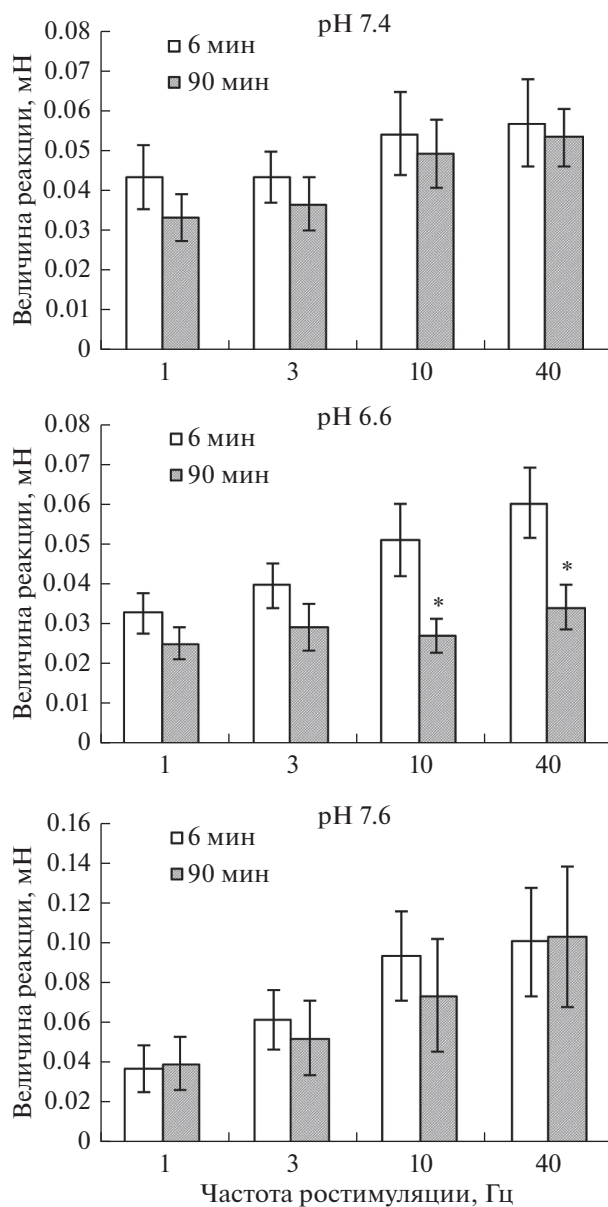 pH 7.4
Величина реакции, мН
0.08
0.07
0.06
0.05
0.04
0.03
0.02
0.01
0
6 мин
90 мин
1 3 10 40
pH 6.6
Величина реакции, мН
0.08
0.07
0.06
0.05
0.04
0.03
0.02
0.01
0
6 мин
90 мин
*
*
1 3 10 40
pH 7.6
Величина реакции, мН
0.16
0.14
0.12
0.10
0.08
0.06
0.04
0.02
0
6 мин
90 мин
1 3 10 40
Частота ростимуляции, Гц